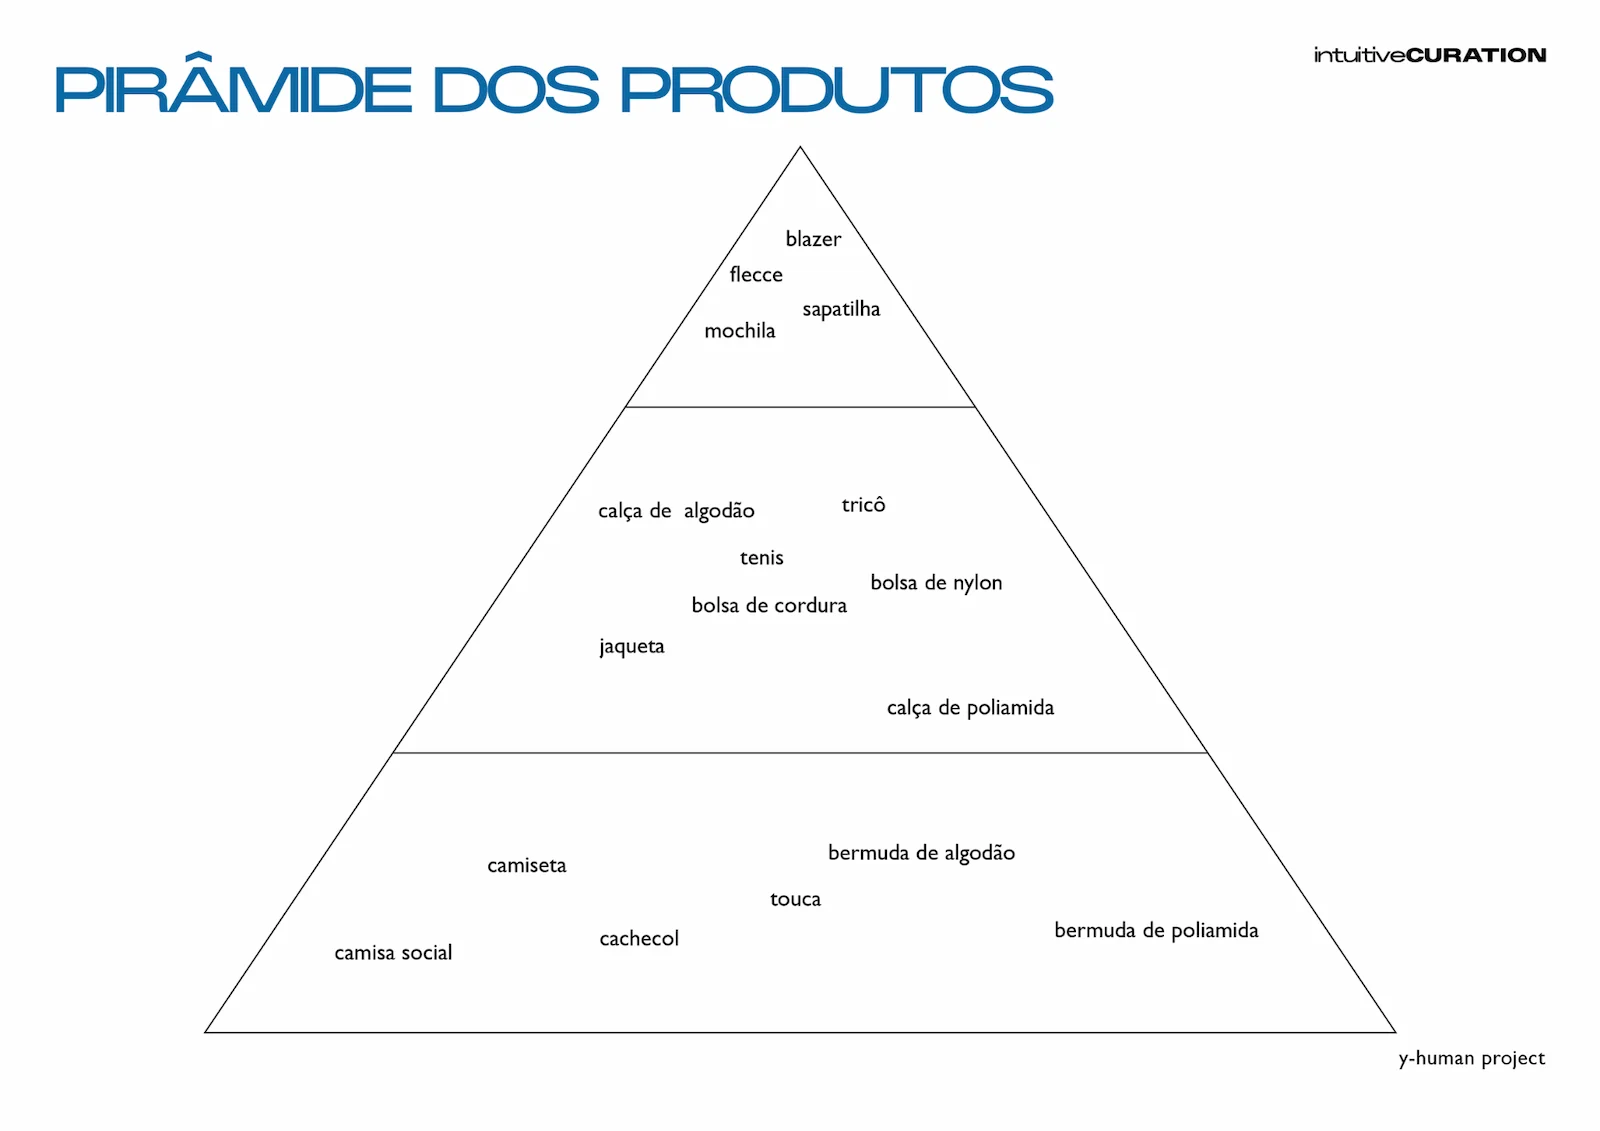 intuitiveCURATION
PIRÂMIDE DOS PRODUTOS
blazer
flecce
sapatilha
mochila
calça de  algodão
tricô
tenis
bolsa de nylon
bolsa de cordura
jaqueta
calça de poliamida
bermuda de algodão
camiseta
touca
bermuda de poliamida
cachecol
camisa social
y-human project